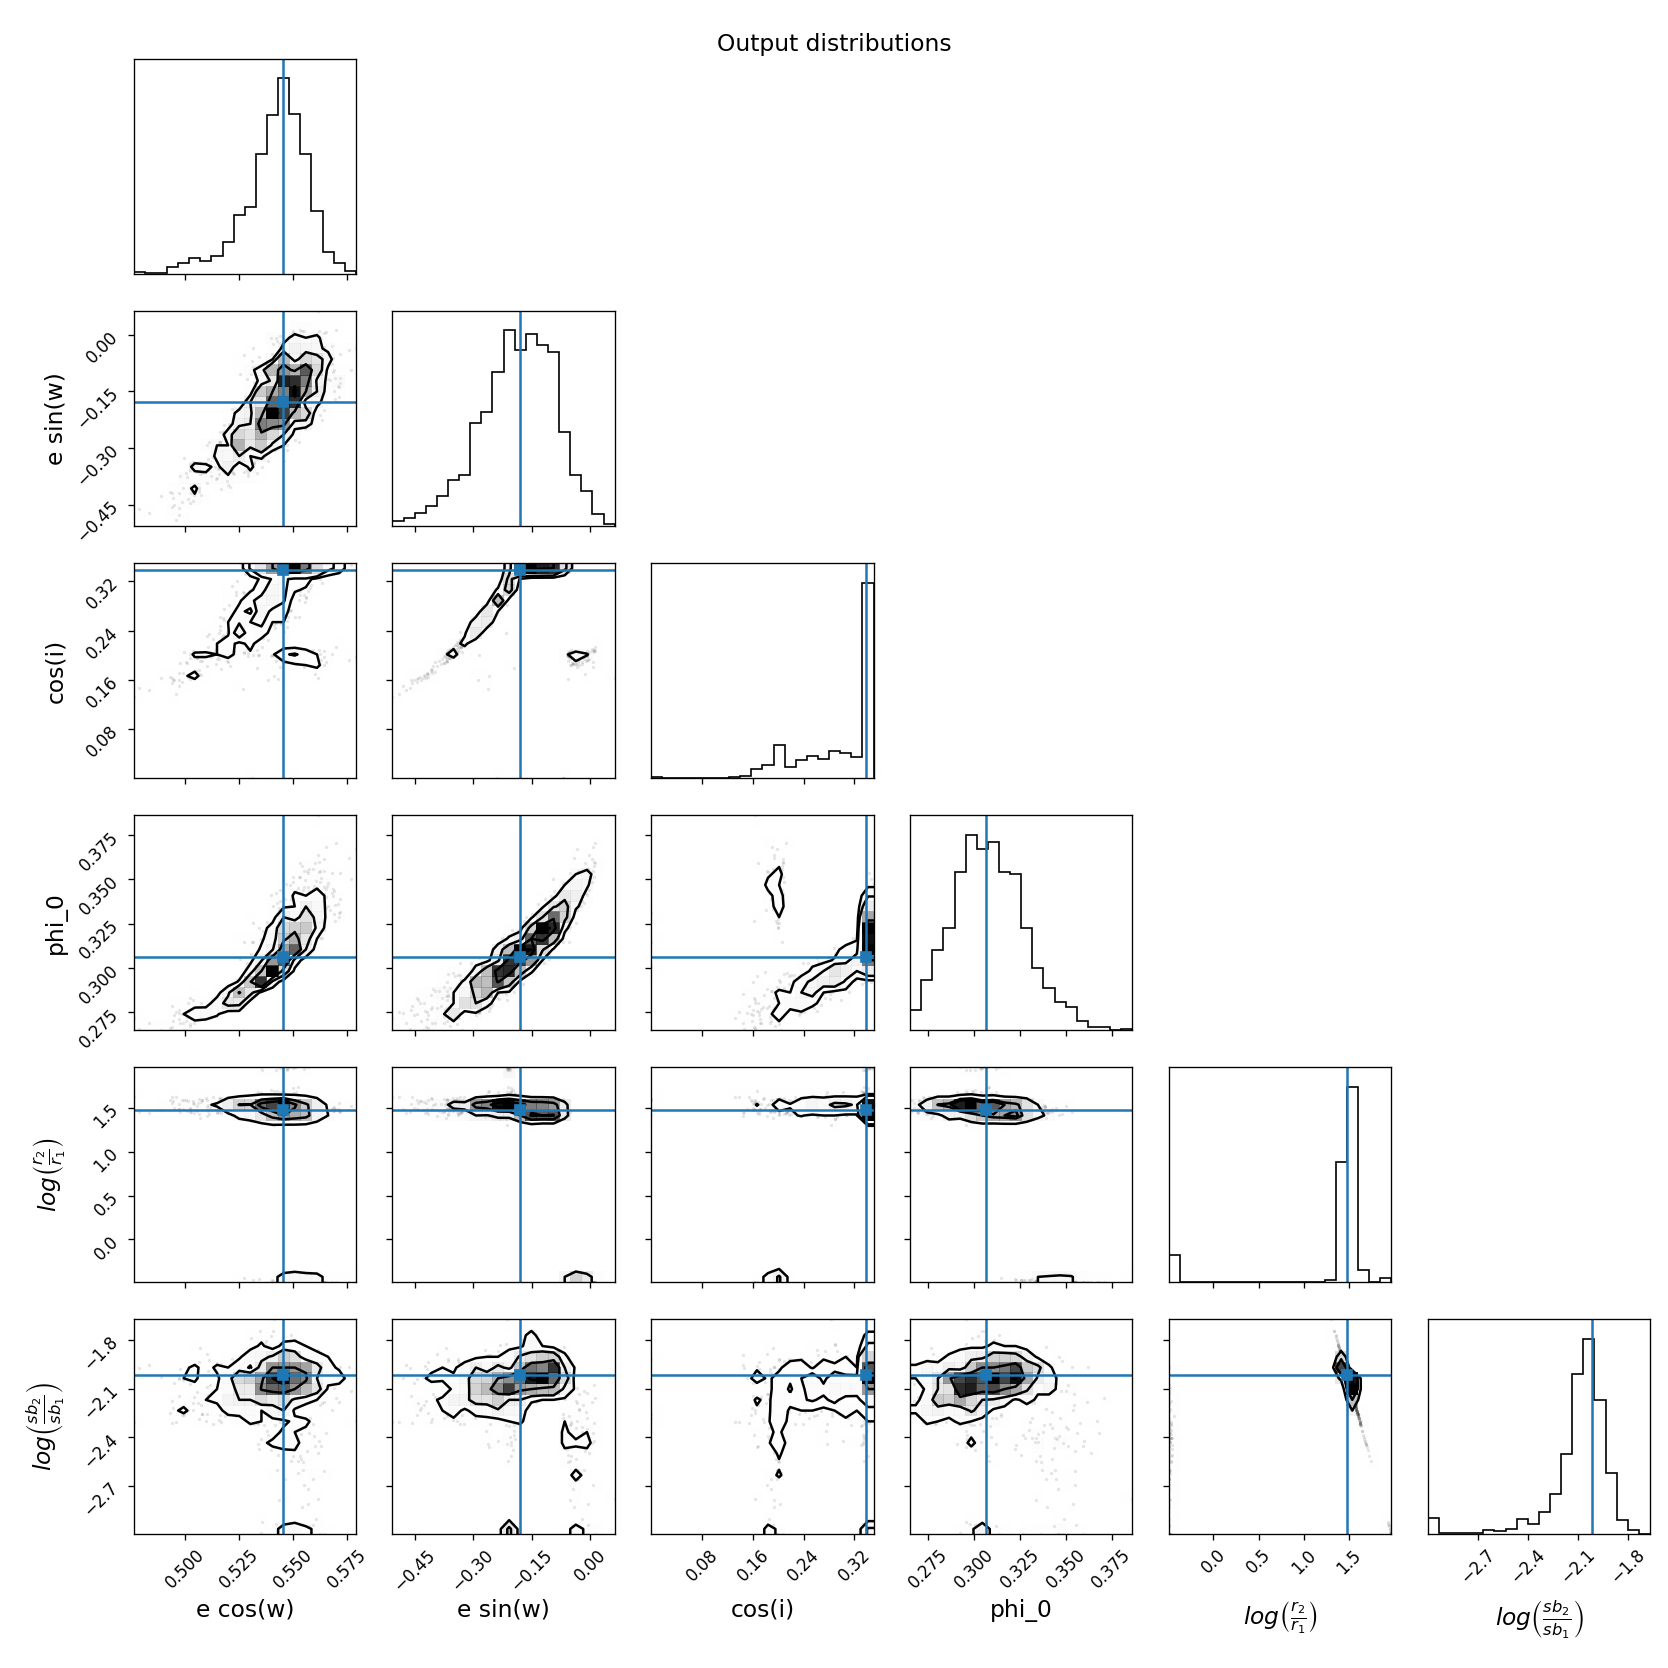 Output distributions
0.00
−0.15
−0.30
−0.45
e sin(w)
0.32
0.24
0.16
0.08
cos(i)
0.375
0.350
0.325
0.300
0.275
phi_0
1.5
1.0
0.5
0.0
log(r₂/r₁)
−1.8
−2.1
−2.4
−2.7
log(sb₂/sb₁)
0.500 0.525 0.550 0.575
−0.45 −0.30 −0.15 0.00
0.08 0.16 0.24 0.32
0.275 0.300 0.325 0.350 0.375
0.0 0.5 1.0 1.5
−2.7 −2.4 −2.1 −1.8
e cos(w) e sin(w) cos(i) phi_0 log(r₂/r₁) log(sb₂/sb₁)